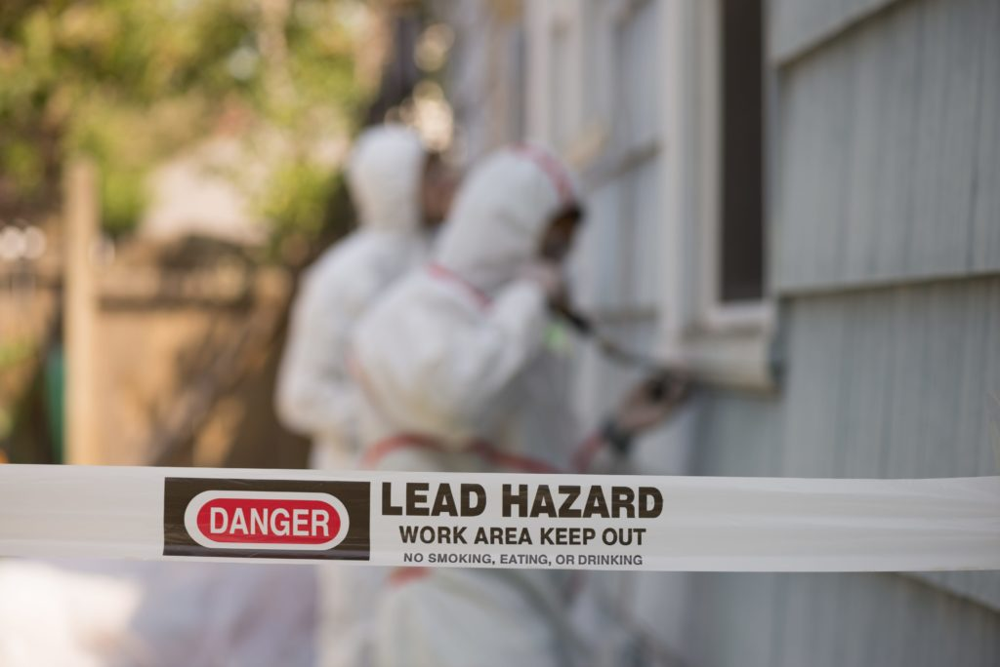 DANGER
LEAD HAZARD
WORK AREA KEEP OUT
NO SMOKING, EATING, OR DRINKING